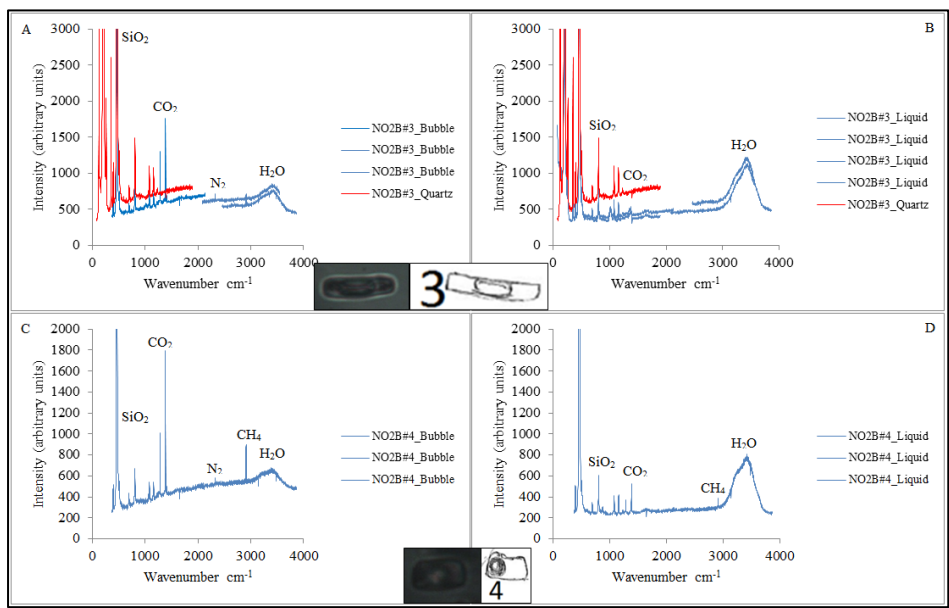 A
3000
2500
2000
1500
1000
500
0
Intensity (arbitrary units)
SiO2
CO2
N2
H2O
0 1000 2000 3000 4000
Wavenumber cm-1
NO2B#3_Bubble
NO2B#3_Bubble
NO2B#3_Bubble
NO2B#3_Quartz
B
3000
2500
2000
1500
1000
500
0
Intensity (arbitrary units)
SiO2
CO2
H2O
0 1000 2000 3000 4000
Wavenumber cm-1
NO2B#3_Liquid
NO2B#3_Liquid
NO2B#3_Liquid
NO2B#3_Liquid
NO2B#3_Quartz
3
C
2000
1800
1600
1400
1200
1000
800
600
400
200
0
Intensity (arbitrary units)
CO2
SiO2
N2
CH4
H2O
0 1000 2000 3000 4000
Wavenumber cm-1
NO2B#4_Bubble
NO2B#4_Bubble
NO2B#4_Bubble
D
2000
1800
1600
1400
1200
1000
800
600
400
200
0
Intensity (arbitrary units)
SiO2
CO2
CH4
H2O
0 1000 2000 3000 4000
Wavenumber cm-1
NO2B#4_Liquid
NO2B#4_Liquid
NO2B#4_Liquid
4